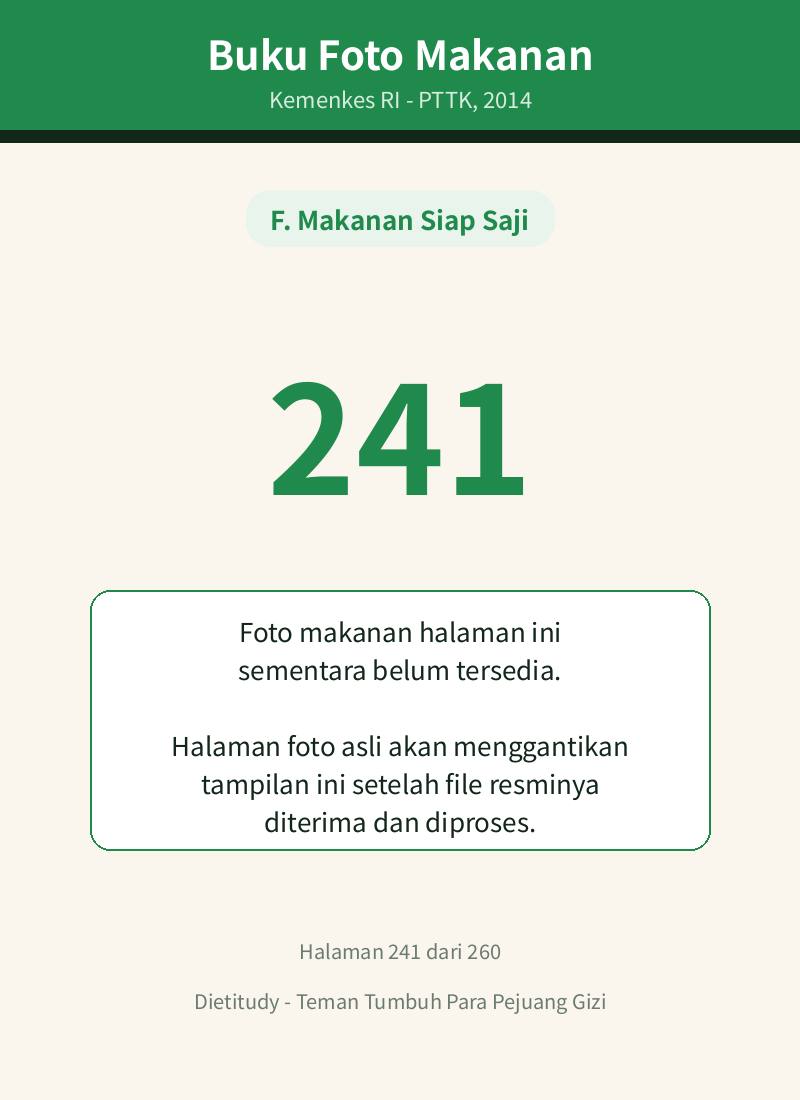 Buku Foto Makanan
Kemenkes RI - PTTK, 2014
F. Makanan Siap Saji
241
Foto makanan halaman ini
sementara belum tersedia.
Halaman foto asli akan menggantikan
tampilan ini setelah file resminya
diterima dan diproses.
Halaman 241 dari 260
Dietitudy - Teman Tumbuh Para Pejuang Gizi